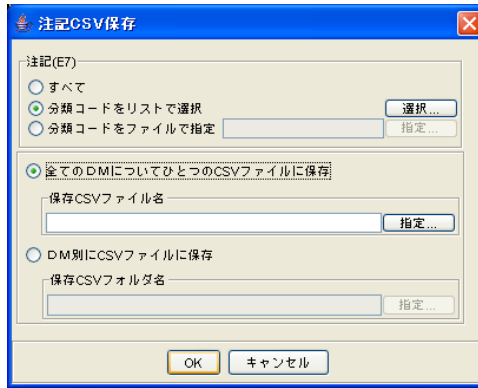 注記CSV保存
注記(E7)
すべて
分類コードをリストで選択 選択...
分類コードをファイルで指定 指定...
全てのDMについてひとつのCSVファイルに保存
保存CSVファイル名
指定...
DM別にCSVファイルに保存
保存CSVフォルダ名
指定...
OK キャンセル